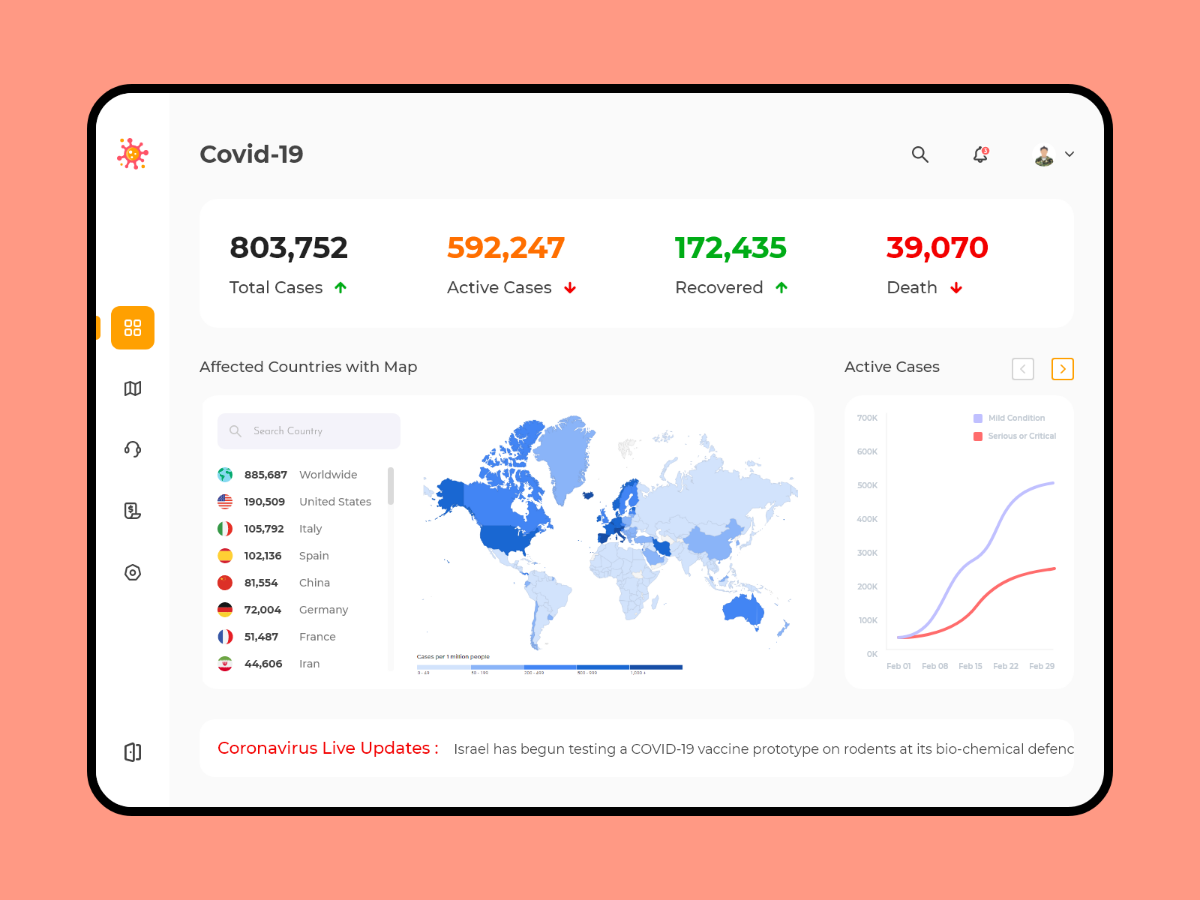 Covid-19
3
803,752
Total Cases
592,247
Active Cases
172,435
Recovered
39,070
Death
Affected Countries with Map
Search Country
885,687 Worldwide
190,509 United States
105,792 Italy
102,136 Spain
81,554 China
72,004 Germany
51,487 France
44,606 Iran
Cases per 1 million people
Active Cases
Mild Condition
Serious or Critical
700K
600K
500K
400K
300K
200K
100K
0K
Feb 01 Feb 08 Feb 15 Feb 22 Feb 29
Coronavirus Live Updates : Israel has begun testing a COVID-19 vaccine prototype on rodents at its bio-chemical defenc